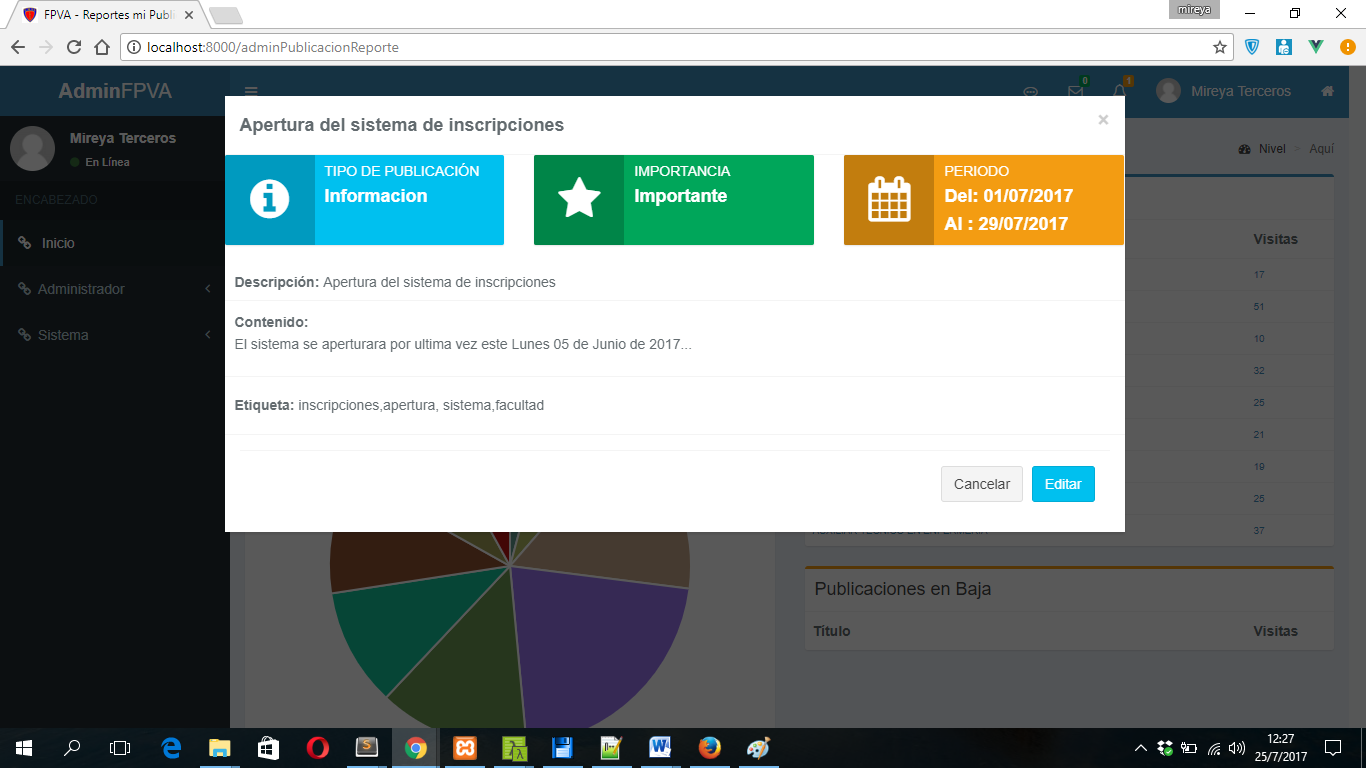 FPVA - Reportes mi Publi
mireya
localhost:8000/adminPublicacionReporte
AdminFPVA
0
1
Mireya Terceros
Mireya Terceros
En Línea
ENCABEZADO
Inicio
Administrador
Sistema
Nivel > Aquí
Apertura del sistema de inscripciones
×
TIPO DE PUBLICACIÓN
Informacion
IMPORTANCIA
Importante
PERIODO
Del: 01/07/2017
Al : 29/07/2017
Descripción: Apertura del sistema de inscripciones
Contenido:
El sistema se aperturara por ultima vez este Lunes 05 de Junio de 2017...
Etiqueta: inscripciones,apertura, sistema,facultad
Cancelar
Editar
Visitas
17
51
10
32
25
21
19
25
37
Publicaciones en Baja
Título
Visitas
12:27
25/7/2017